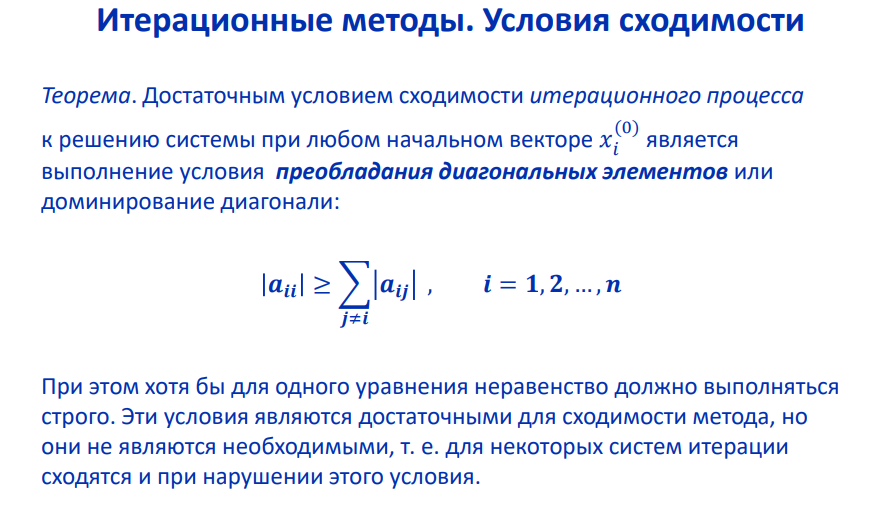 Итерационные методы. Условия сходимости
Теорема. Достаточным условием сходимости итерационного процесса
к решению системы при любом начальном векторе $x_i^{(0)}$ является
выполнение условия преобладания диагональных элементов или
доминирование диагонали:
$|a_{ii}| \geq \sum_{j \neq i} |a_{ij}| , \quad i = 1, 2, \ldots, n$
При этом хотя бы для одного уравнения неравенство должно выполняться
строго. Эти условия являются достаточными для сходимости метода, но
они не являются необходимыми, т. е. для некоторых систем итерации
сходятся и при нарушении этого условия.